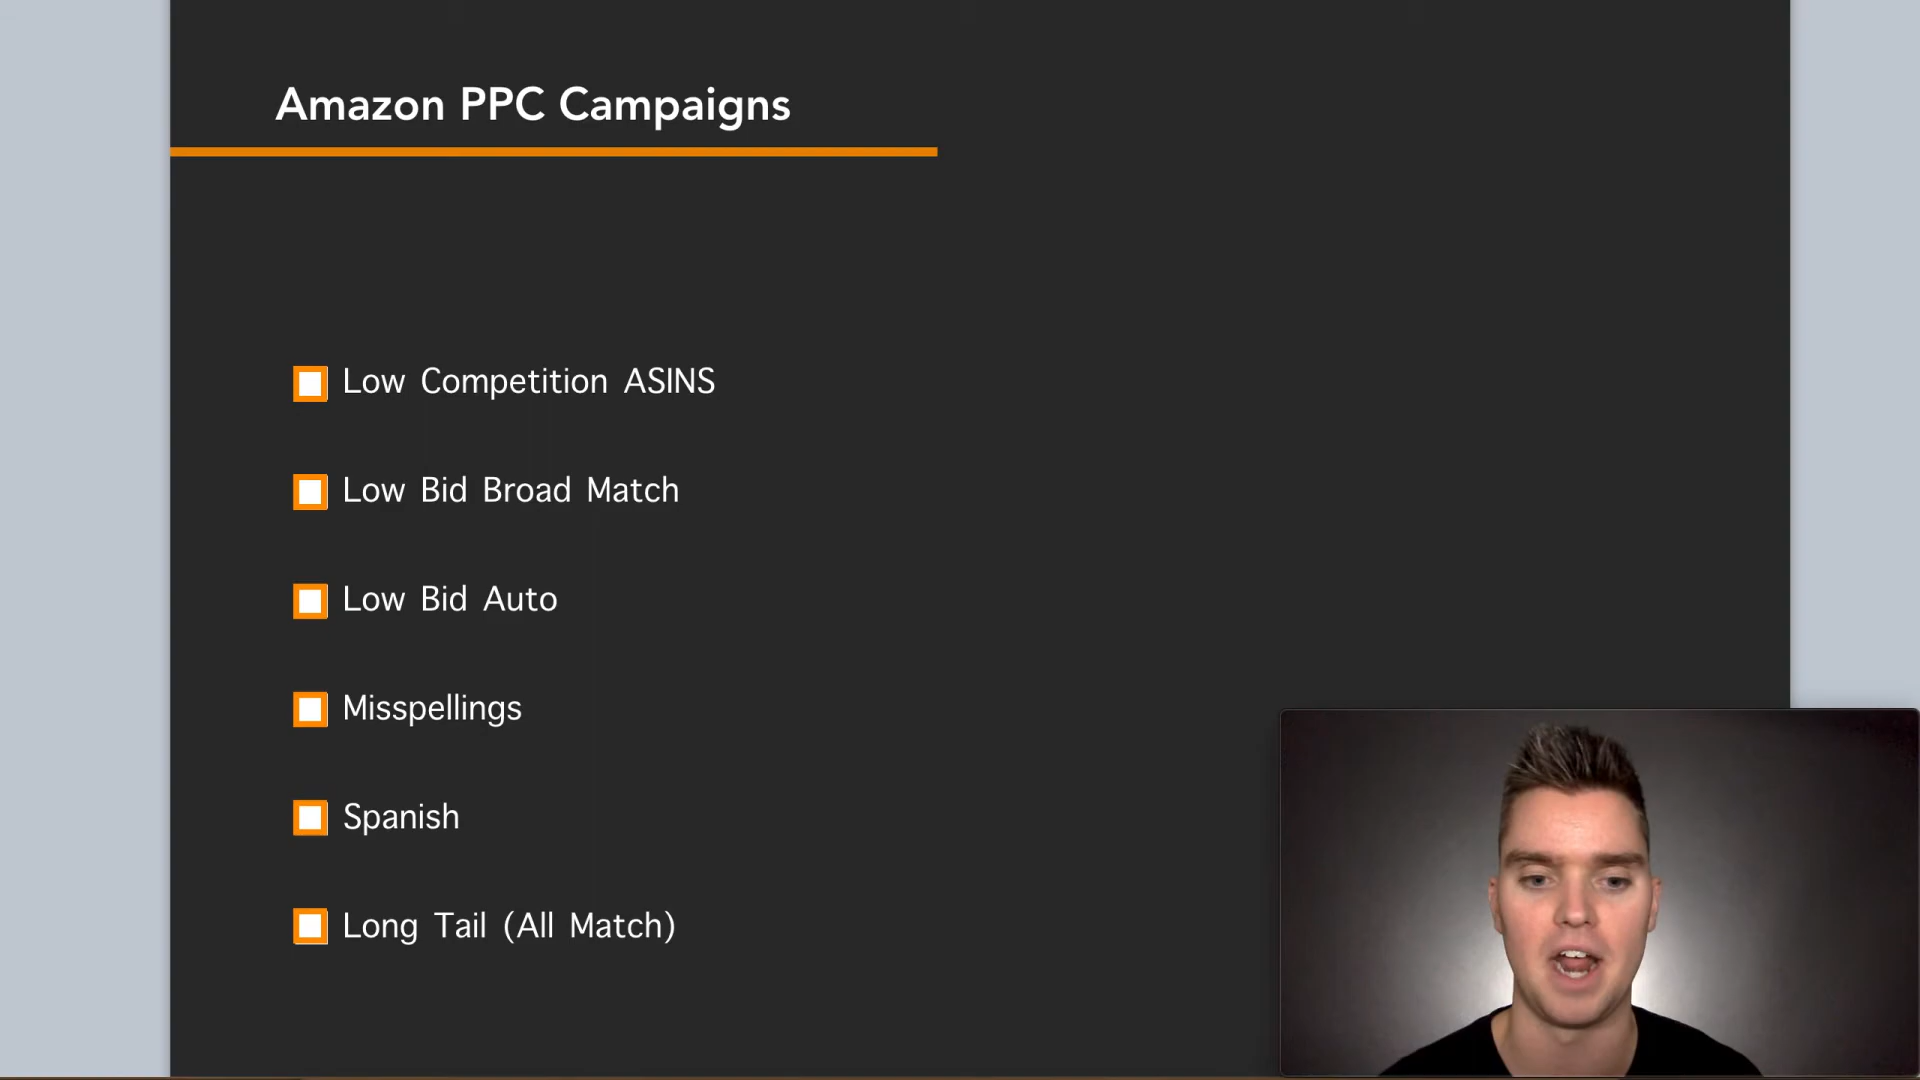 Amazon PPC Campaigns
Low Competition ASINS
Low Bid Broad Match
Low Bid Auto
Misspellings
Spanish
Long Tail (All Match)